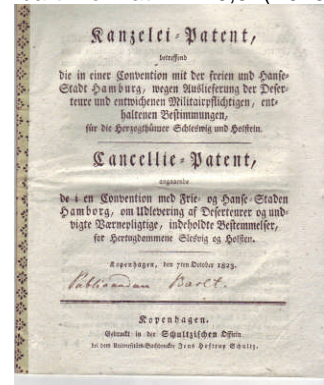 Kanzelei-Patent,
betreffend
die in einer Convention mit der freien und Hanse-
Stadt Hamburg, wegen Auslieferung der Deser-
teure und entwichenen Militairpflichtigen, ent-
haltenen Bestimmungen,
für die Herzogthümer Schleswig und Holstein.
Cancellie-Patent,
angaaende
de i en Convention med Frie- og Hanse-Staden
Hamborg, om Udlevering af Deserteurer og und-
vigte Værnepligtige, indeholdte Bestemmelser,
for Hertugdømmene Slesvig og Holsten.
Kopenhagen, den 7ten October 1823.
Kopenhagen.
Gedruckt in der Schultzischen Officin
bei dem Universitäts-Buchdrucker Jens Hostrup Schultz.